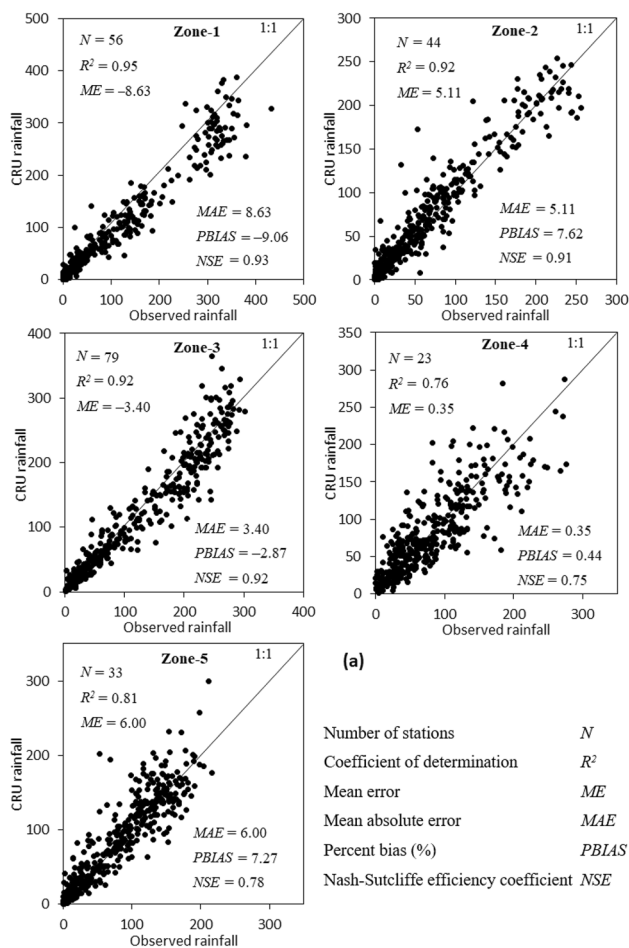 Zone-1
1:1
N = 56
R² = 0.95
ME = −8.63
MAE = 8.63
PBIAS = −9.06
NSE = 0.93
CRU rainfall
500
400
300
200
100
0
0 100 200 300 400 500
Observed rainfall
Zone-2
1:1
N = 44
R² = 0.92
ME = 5.11
MAE = 5.11
PBIAS = 7.62
NSE = 0.91
CRU rainfall
300
250
200
150
100
50
0
0 50 100 150 200 250 300
Observed rainfall
Zone-3
1:1
N = 79
R² = 0.92
ME = −3.40
MAE = 3.40
PBIAS = −2.87
NSE = 0.92
CRU rainfall
400
300
200
100
0
0 100 200 300 400
Observed rainfall
Zone-4
1:1
N = 23
R² = 0.76
ME = 0.35
MAE = 0.35
PBIAS = 0.44
NSE = 0.75
CRU rainfall
350
300
250
200
150
100
50
0
0 100 200 300
Observed rainfall
Zone-5
1:1
N = 33
R² = 0.81
ME = 6.00
MAE = 6.00
PBIAS = 7.27
NSE = 0.78
CRU rainfall
300
200
100
0
0 100 200 300
Observed rainfall
(a)
Number of stations N
Coefficient of determination R²
Mean error ME
Mean absolute error MAE
Percent bias (%) PBIAS
Nash-Sutcliffe efficiency coefficient NSE